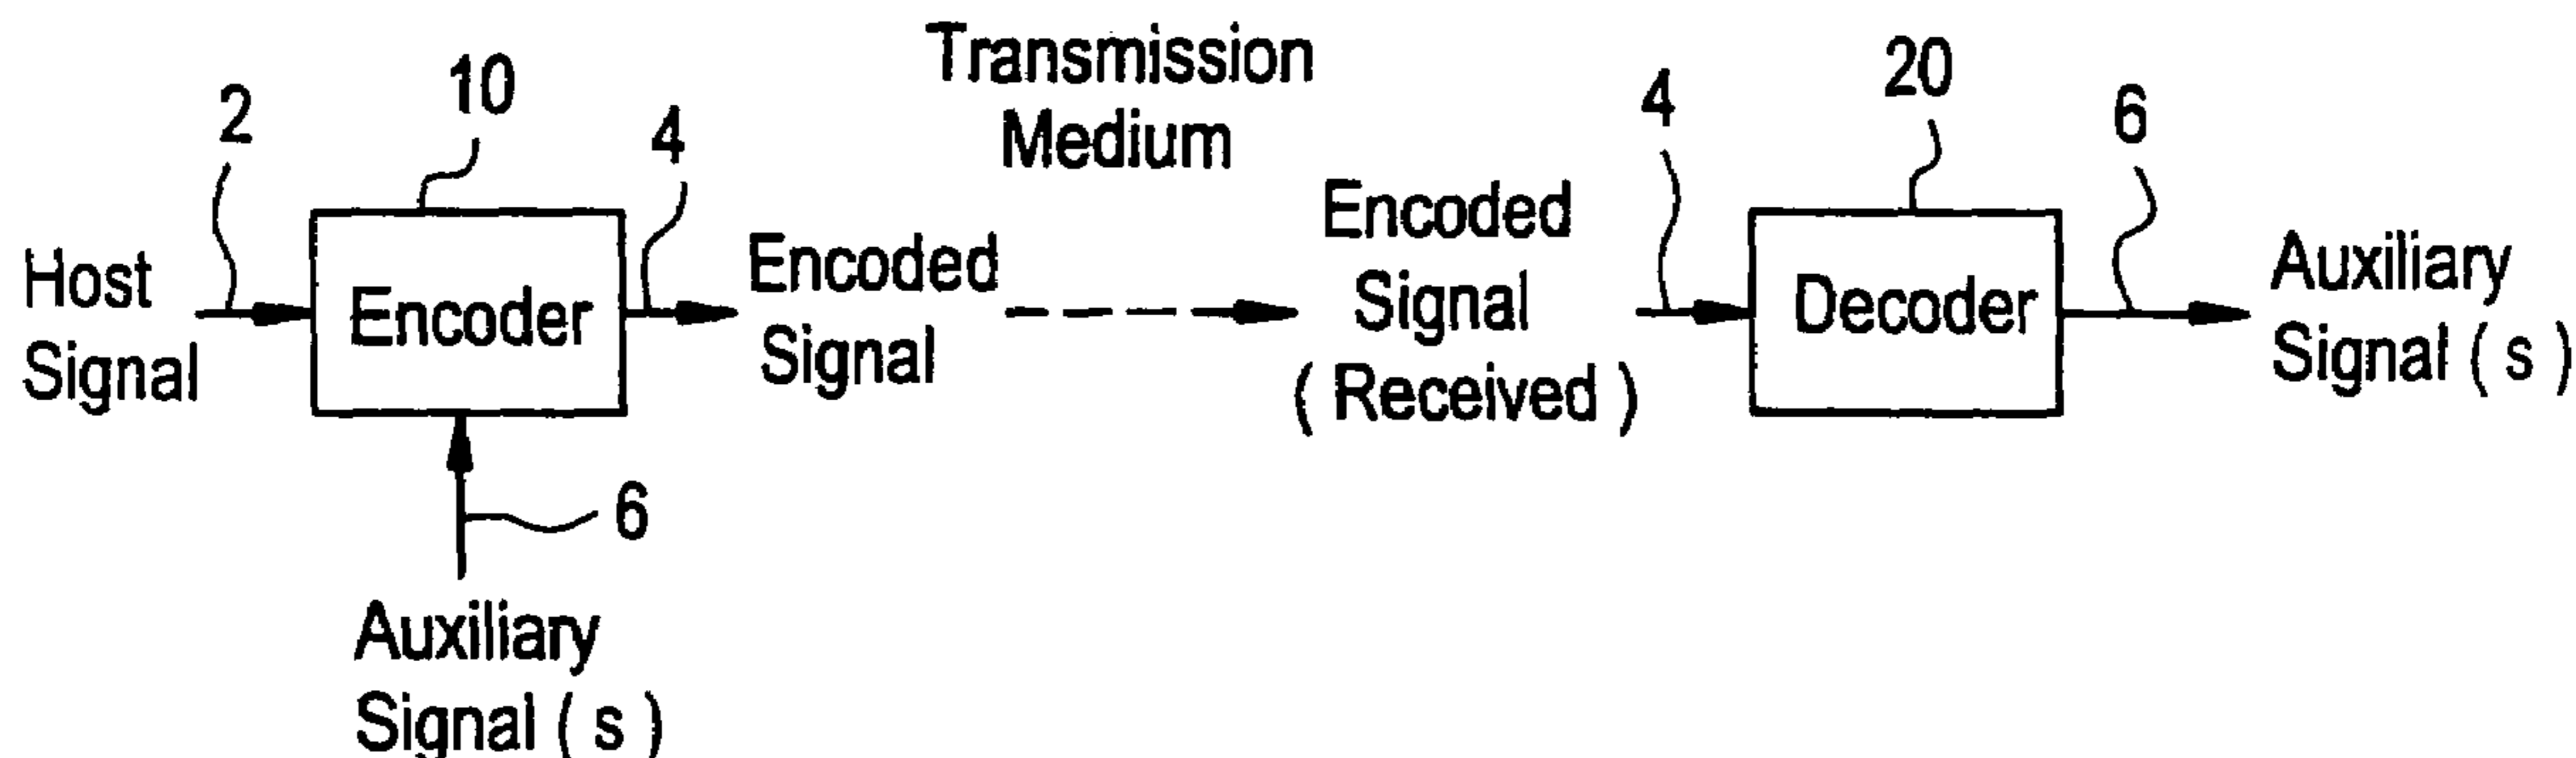 2
10
4
Transmission
Medium
4
20
6
Host
Signal
Encoder
Encoded
Signal
Encoded
Signal
( Received )
Decoder
Auxiliary
Signal ( s )
6
Auxiliary
Signal ( s )